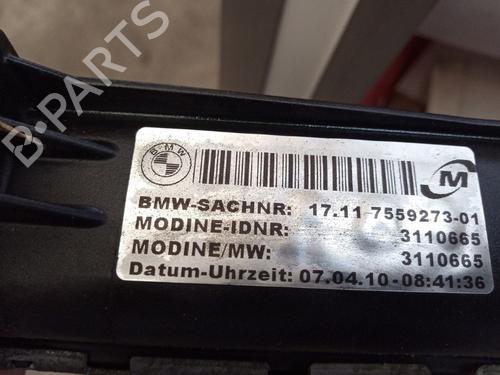 B-PARTS
BMW
M
BMW-SACHNR: 17.11 7559273-01
MODINE-IDNR: 3110665
MODINE/MW: 3110665
Datum-Uhrzeit: 07.04.10-08:41:36